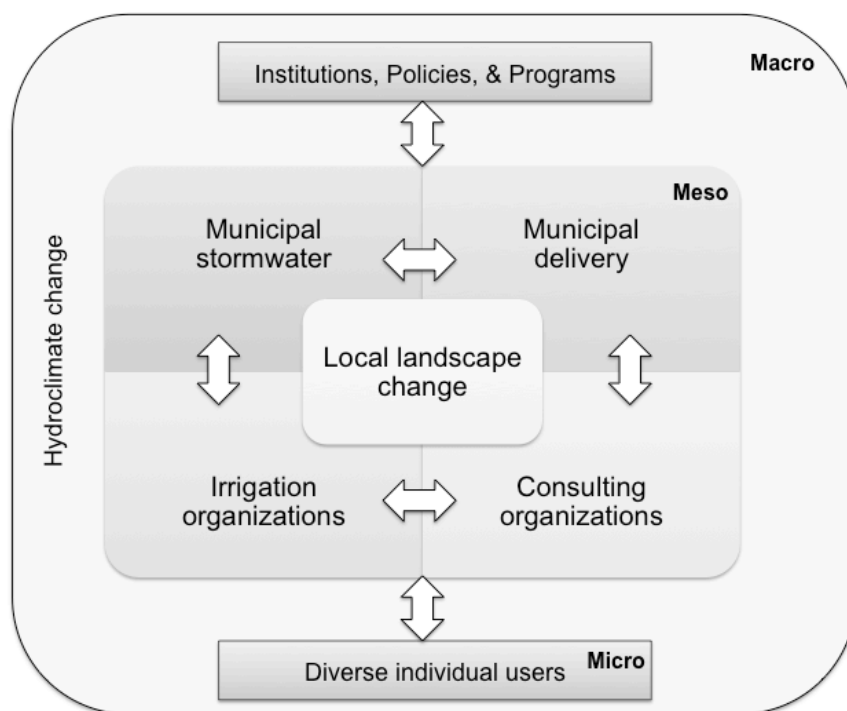 Institutions, Policies, & Programs
Macro
Meso
Municipal
stormwater
Municipal
delivery
Hydroclimate change
Local landscape
change
Irrigation
organizations
Consulting
organizations
Micro
Diverse individual users